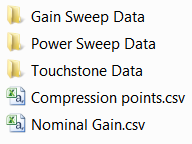 Gain Sweep Data
Power Sweep Data
Touchstone Data
Compression points.csv
Nominal Gain.csv